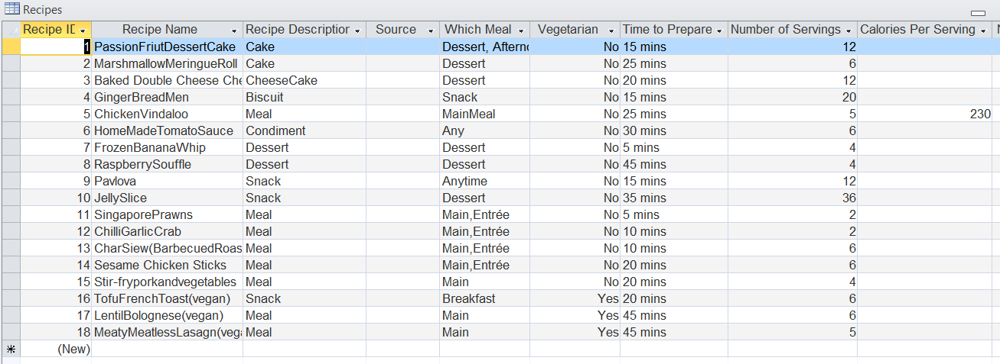 Recipes
Recipe ID Recipe Name Recipe Description Source Which Meal Vegetarian Time to Prepare Number of Servings Calories Per Serving
1 PassionFriutDessertCake Cake Dessert, Afterno No 15 mins 12
2 MarshmallowMeringueRoll Cake Dessert No 25 mins 6
3 Baked Double Cheese Che CheeseCake Dessert No 20 mins 12
4 GingerBreadMen Biscuit Snack No 15 mins 20
5 ChickenVindaloo Meal MainMeal No 25 mins 5 230
6 HomeMadeTomatoSauce Condiment Any No 30 mins 6
7 FrozenBananaWhip Dessert Dessert No 5 mins 4
8 RaspberrySouffle Dessert Dessert No 45 mins 4
9 Pavlova Snack Anytime No 15 mins 12
10 JellySlice Snack Dessert No 35 mins 36
11 SingaporePrawns Meal Main,Entrée No 5 mins 2
12 ChilliGarlicCrab Meal Main,Entrée No 10 mins 2
13 CharSiew(BarbecuedRoas Meal Main,Entrée No 10 mins 6
14 Sesame Chicken Sticks Meal Main,Entrée No 20 mins 6
15 Stir-fryporkandvegetables Meal Main No 20 mins 4
16 TofuFrenchToast(vegan) Snack Breakfast Yes 20 mins 6
17 LentilBolognese(vegan) Meal Main Yes 45 mins 6
18 MeatyMeatlessLasagn(vega Meal Main Yes 45 mins 5
(New)